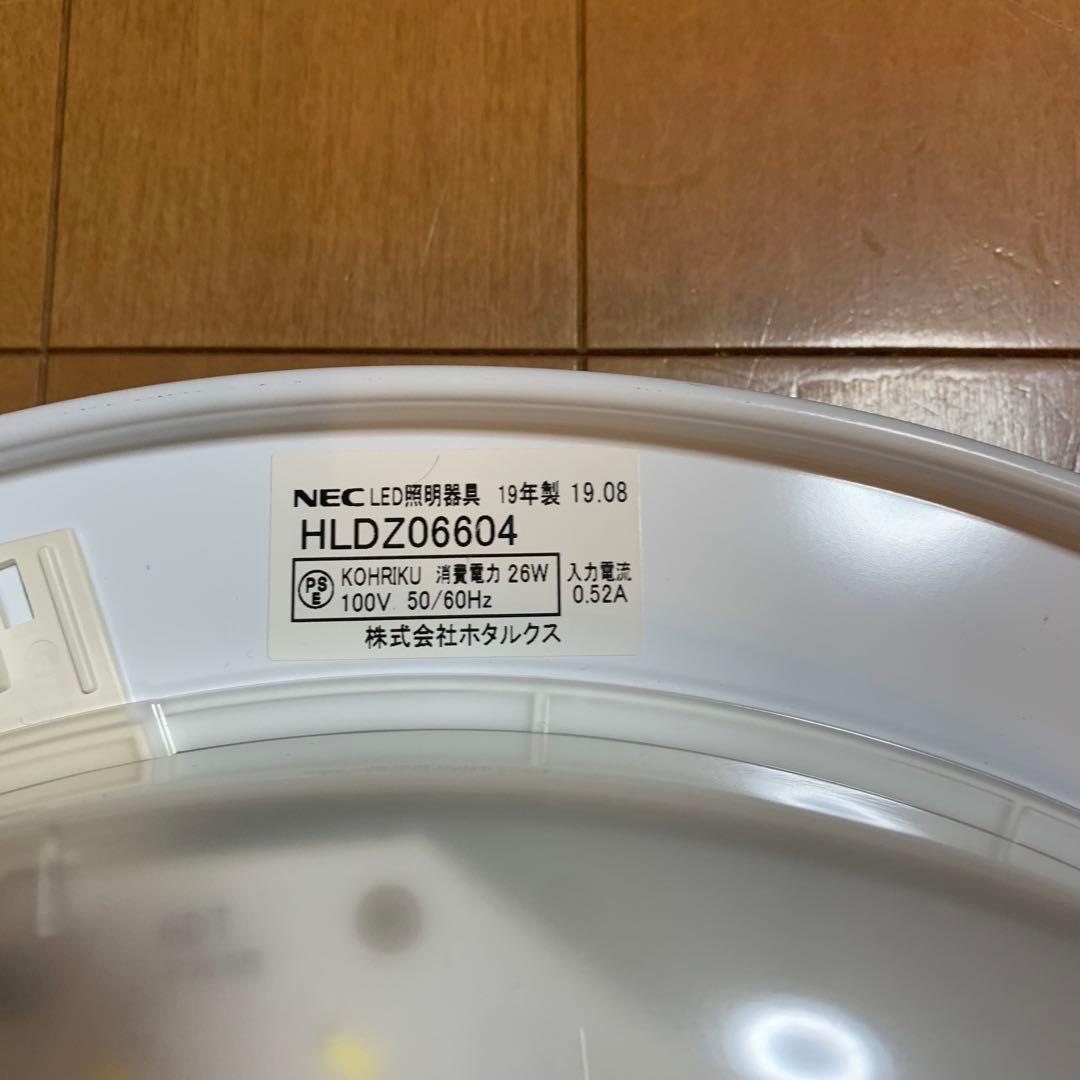 NEC LED照明器具 19年製 19.08
HLDZ06604
PSE KOHRIKU 消費電力 26W 入力電流
100V 50/60Hz 0.52A
株式会社ホタルクス